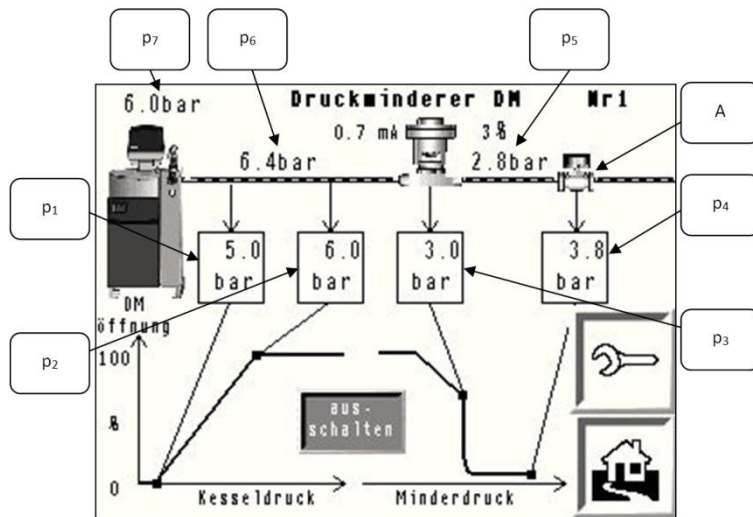 p7
p6
p5
6.0bar
Druckminderer DM Nr1
A
0.7 mA 3%
6.4bar
2.8bar
p1
p4
5.0 bar
6.0 bar
3.0 bar
3.8 bar
DM
öffnung
p2
p3
100
%
aus-
schalten
0
Kesseldruck
Minderdruck